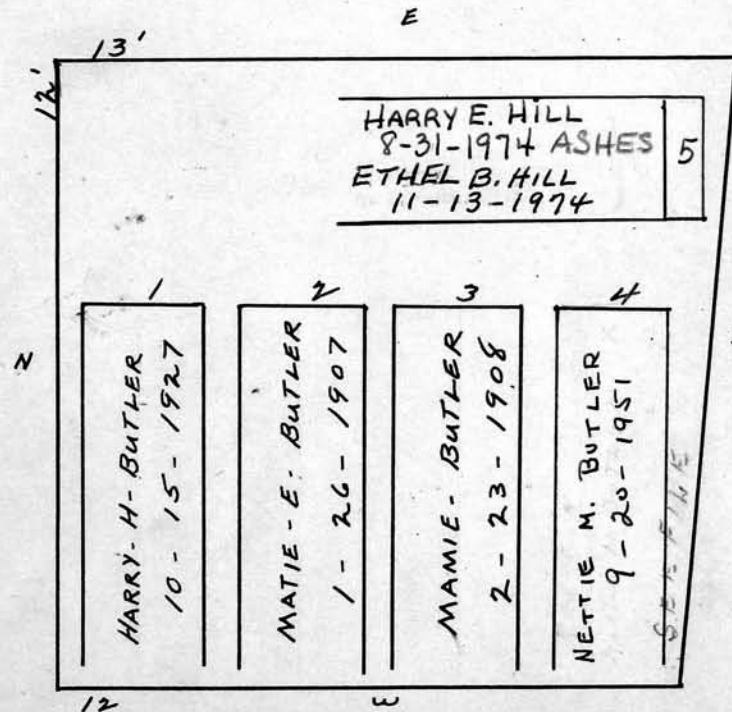 E
13'
12'
HARRY E. HILL
8-31-1974 ASHES
ETHEL B. HILL
11-13-1974
5
N
1
HARRY-H-BUTLER
10-15-1927
2
MATIE-E-BUTLER
1-26-1907
3
MAMIE-BUTLER
2-23-1908
4
NETTIE M. BUTLER
9-20-1951
SEE FILE
12
W